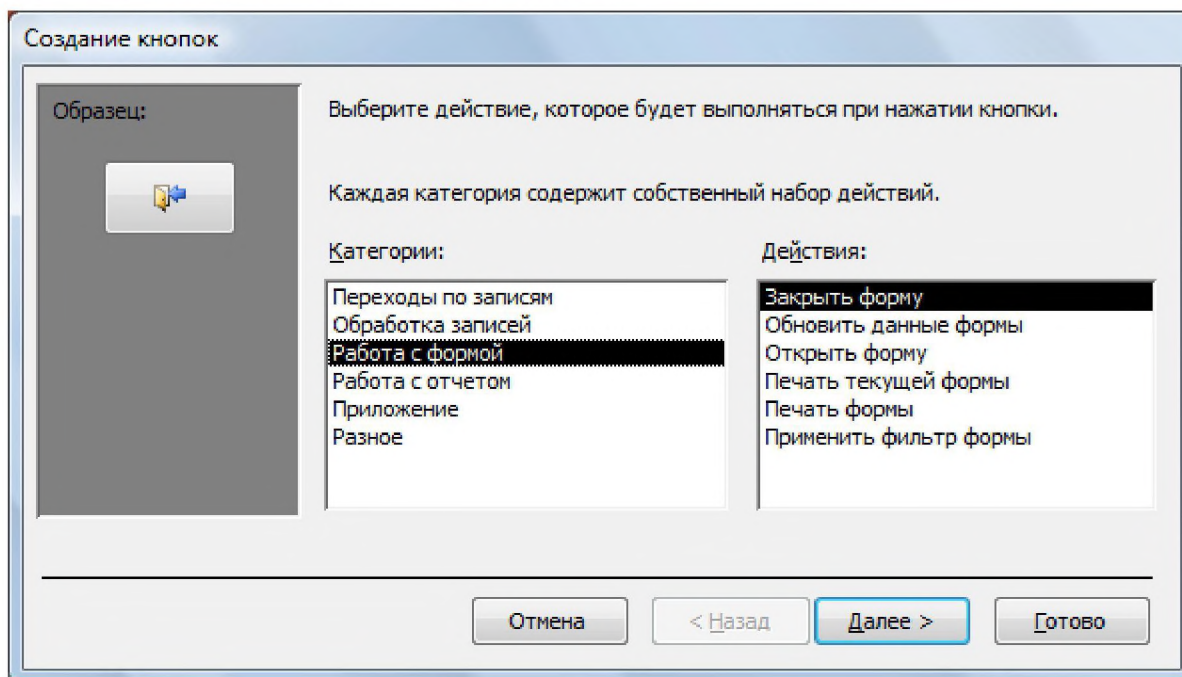 Создание кнопок
Образец:
Выберите действие, которое будет выполняться при нажатии кнопки.
Каждая категория содержит собственный набор действий.
Категории:
Переходы по записям
Обработка записей
Работа с формой
Работа с отчетом
Приложение
Разное
Действия:
Закрыть форму
Обновить данные формы
Открыть форму
Печать текущей формы
Печать формы
Применить фильтр формы
Отмена
< Назад
Далее >
Готово